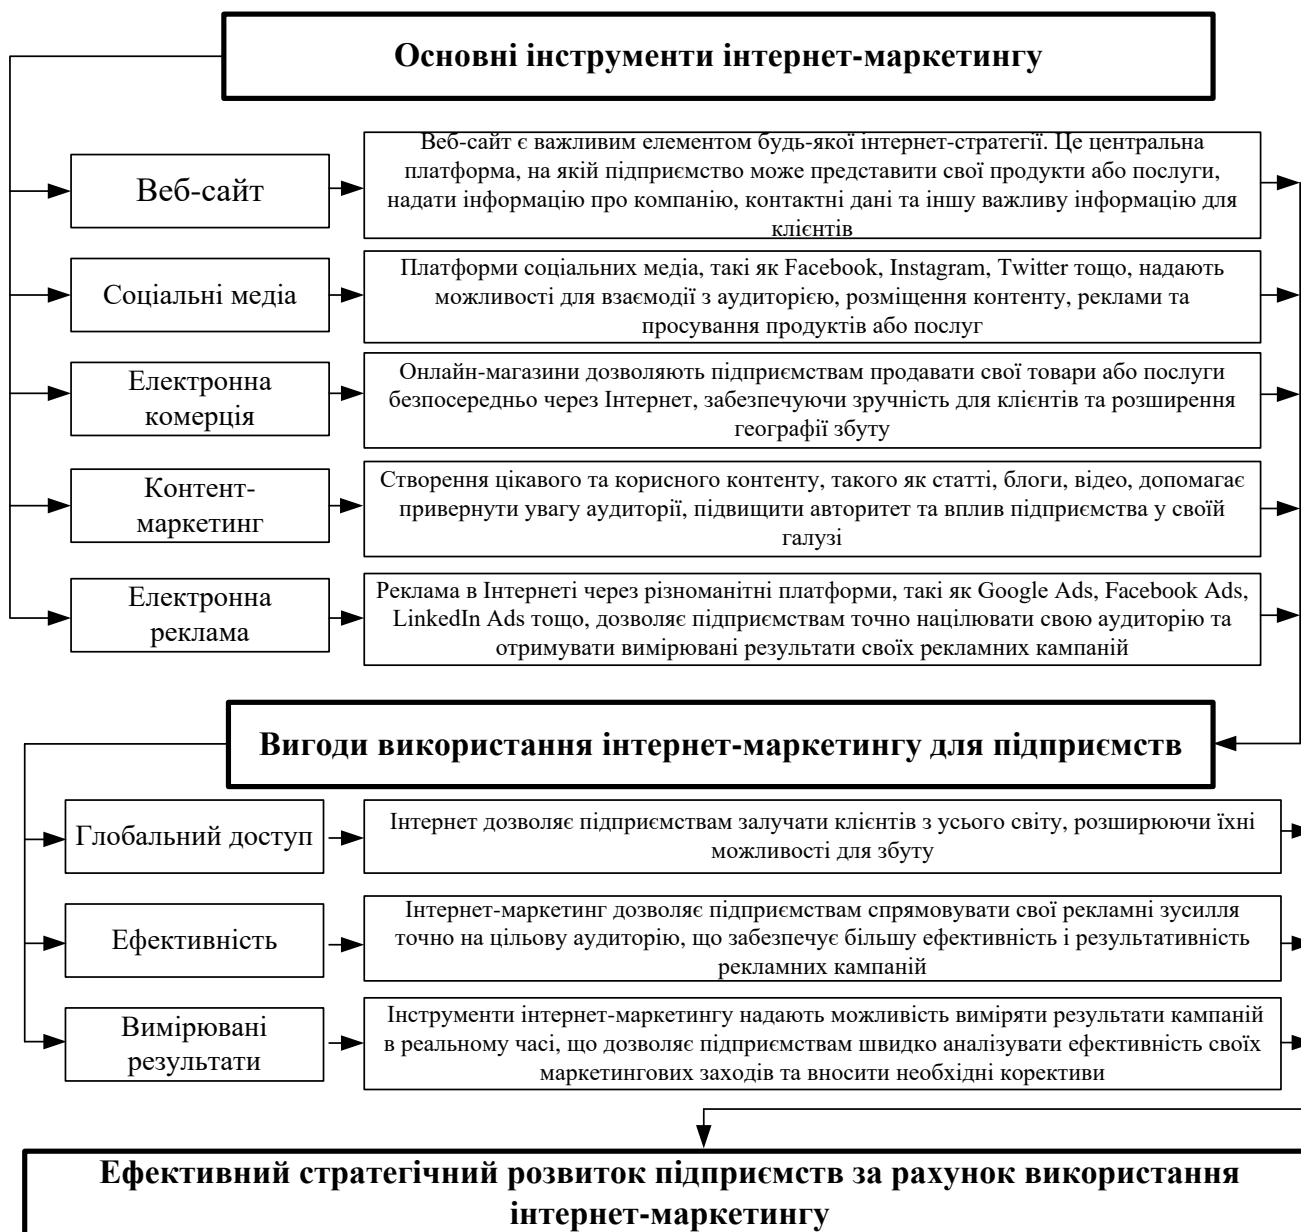 Основні інструменти інтернет-маркетингу
Веб-сайт
Веб-сайт є важливим елементом будь-якої інтернет-стратегії. Це центральна
платформа, на якій підприємство може представити свої продукти або послуги,
надати інформацію про компанію, контактні дані та іншу важливу інформацію для
клієнтів
Соціальні медіа
Платформи соціальних медіа, такі як Facebook, Instagram, Twitter тощо, надають
можливості для взаємодії з аудиторією, розміщення контенту, реклами та
просування продуктів або послуг
Електронна
комерція
Онлайн-магазини дозволяють підприємствам продавати свої товари або послуги
безпосередньо через Інтернет, забезпечуючи зручність для клієнтів та розширення
географії збуту
Контент-
маркетинг
Створення цікавого та корисного контенту, такого як статті, блоги, відео, допомагає
привернути увагу аудиторії, підвищити авторитет та вплив підприємства у своїй
галузі
Електронна
реклама
Реклама в Інтернеті через різноманітні платформи, такі як Google Ads, Facebook Ads,
LinkedIn Ads тощо, дозволяє підприємствам точно націлювати свою аудиторію та
отримувати вимірювані результати своїх рекламних кампаній
Вигоди використання інтернет-маркетингу для підприємств
Глобальний доступ
Інтернет дозволяє підприємствам залучати клієнтів з усього світу, розширюючи їхні
можливості для збуту
Ефективність
Інтернет-маркетинг дозволяє підприємствам спрямовувати свої рекламні зусилля
точно на цільову аудиторію, що забезпечує більшу ефективність і результативність
рекламних кампаній
Вимірювані
результати
Інструменти інтернет-маркетингу надають можливість виміряти результати кампаній
в реальному часі, що дозволяє підприємствам швидко аналізувати ефективність своїх
маркетингових заходів та вносити необхідні корективи
Ефективний стратегічний розвиток підприємств за рахунок використання
інтернет-маркетингу